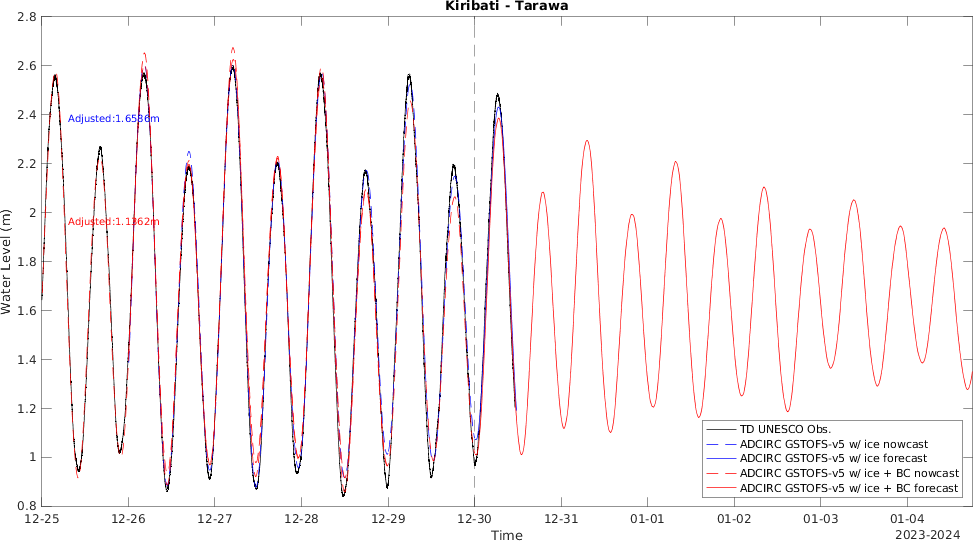 Kiribati - Tarawa
2.8
2.6
2.4
2.2
2
1.8
1.6
1.4
1.2
1
0.8
Water Level (m)
Adjusted:1.6536m
Adjusted:1.1362m
TD UNESCO Obs.
ADCIRC GSTOFS-v5 w/ ice nowcast
ADCIRC GSTOFS-v5 w/ ice forecast
ADCIRC GSTOFS-v5 w/ ice + BC nowcast
ADCIRC GSTOFS-v5 w/ ice + BC forecast
12-25 12-26 12-27 12-28 12-29 12-30 12-31 01-01 01-02 01-03 01-04
Time
2023-2024